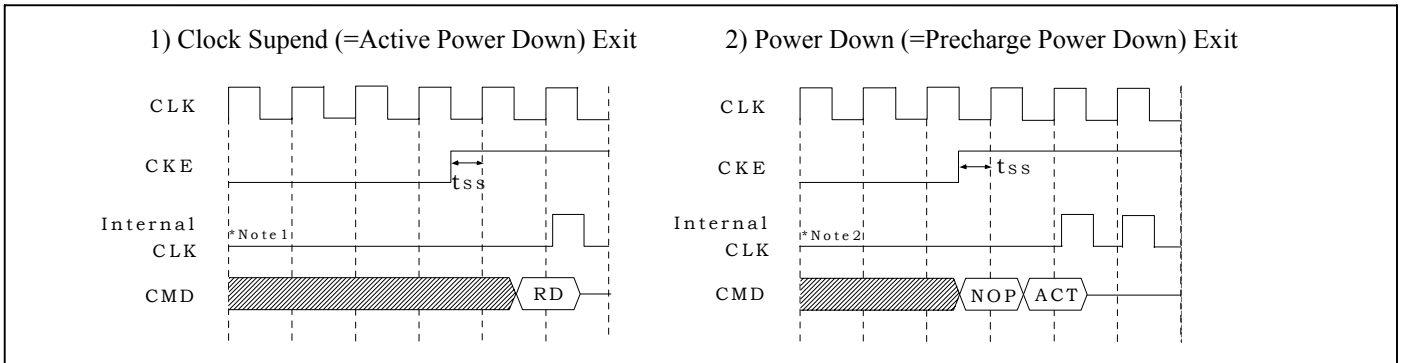 1) Clock Supend (=Active Power Down) Exit
CLK
CKE
tss
Internal
CLK
*Note1
CMD
RD
2) Power Down (=Precharge Power Down) Exit
CLK
CKE
tss
Internal
CLK
*Note2
CMD
NOP
ACT